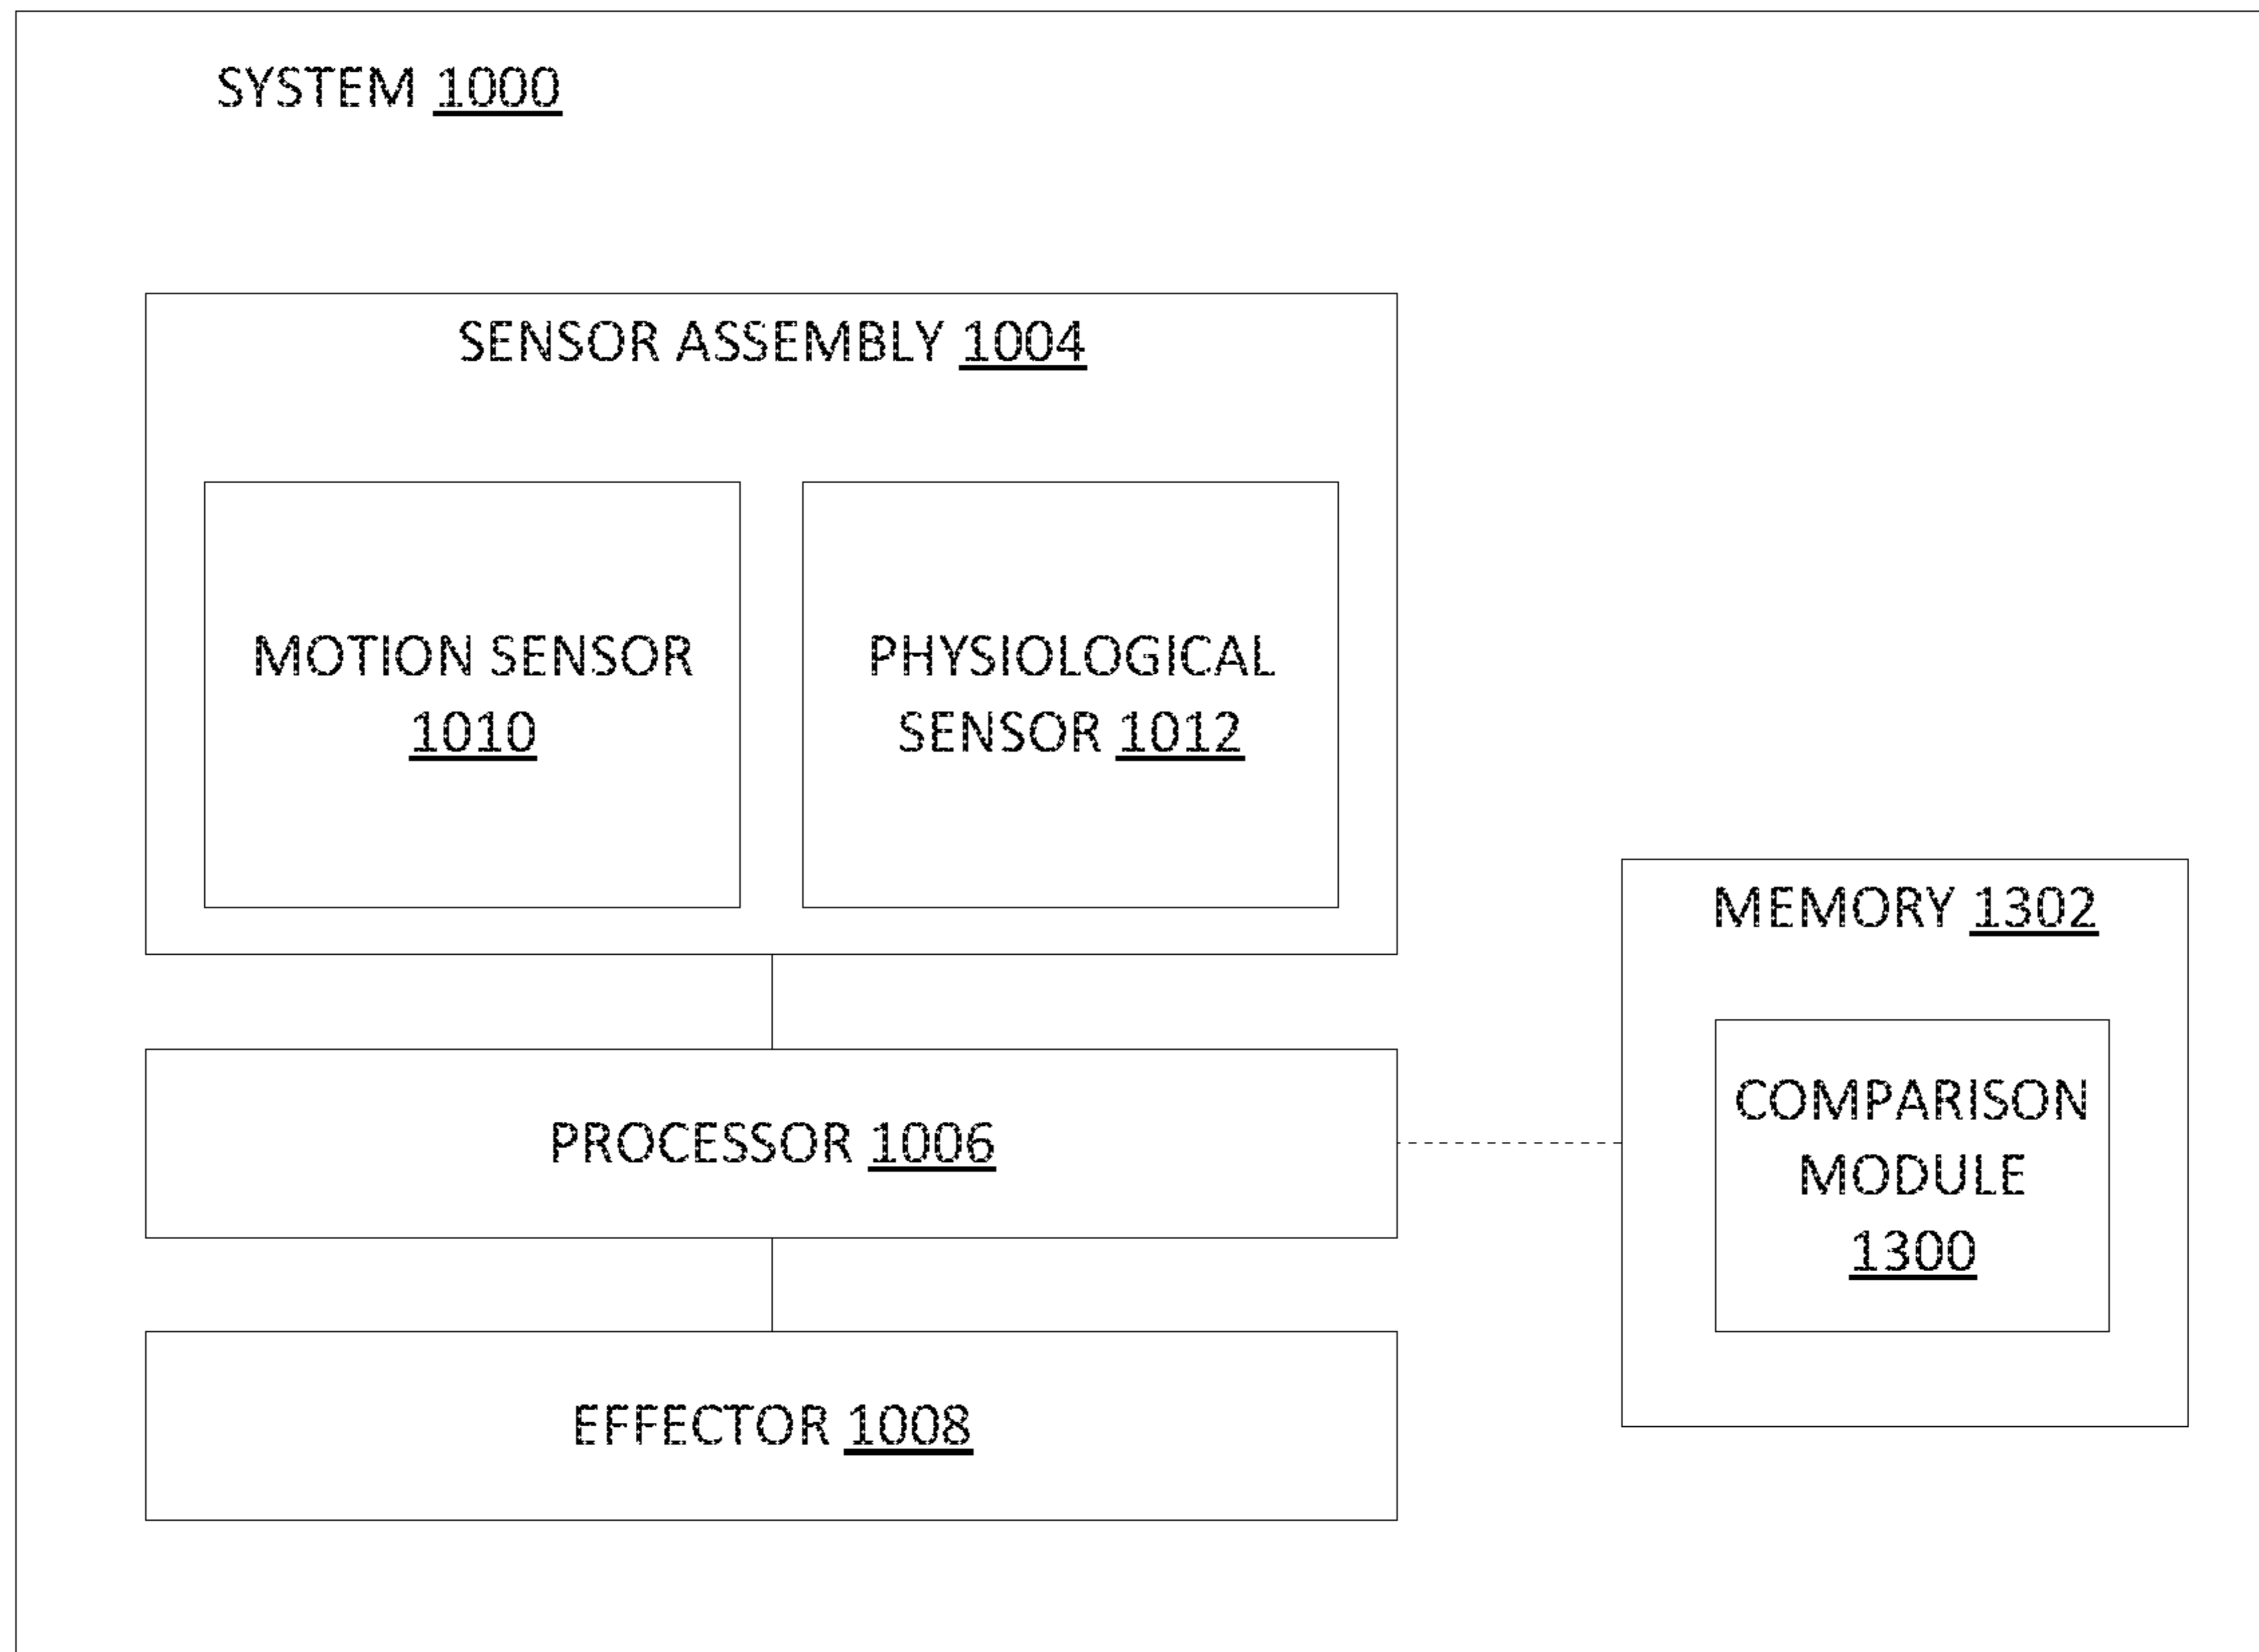 SYSTEM 1000
SENSOR ASSEMBLY 1004
MOTION SENSOR
1010
PHYSIOLOGICAL
SENSOR 1012
MEMORY 1302
COMPARISON
MODULE
1300
PROCESSOR 1006
EFFECTOR 1008